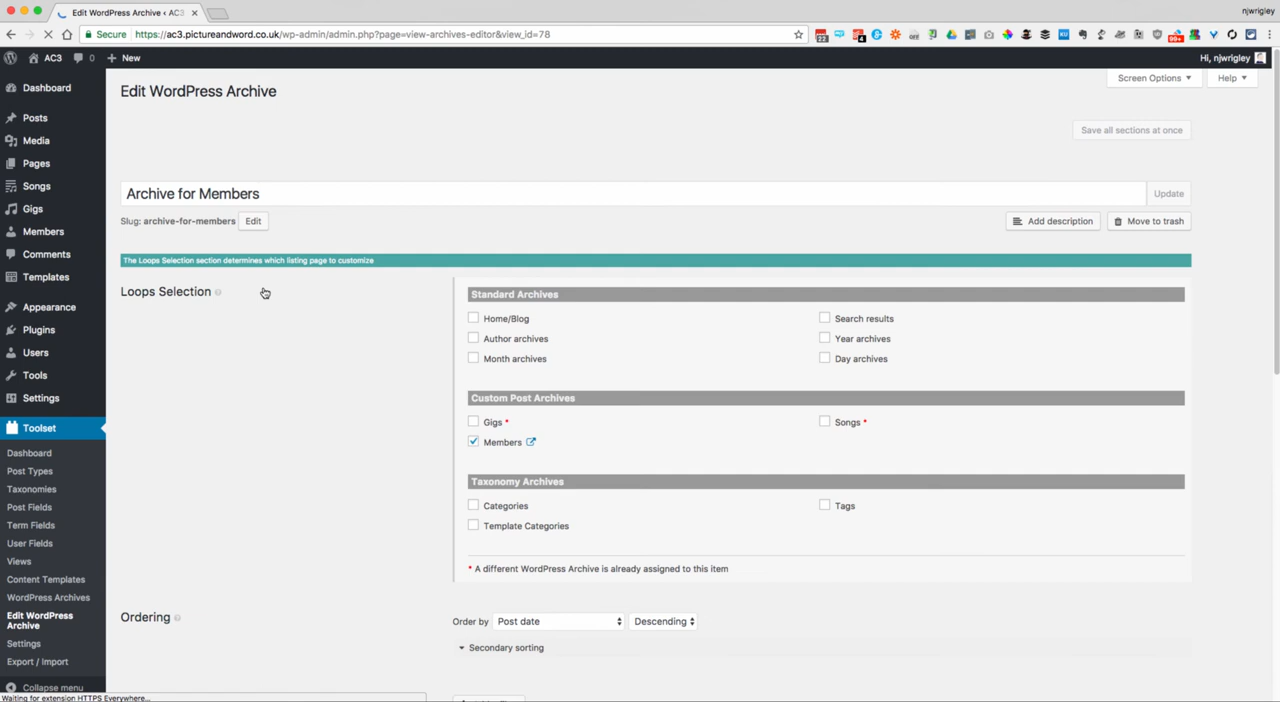 Edit WordPress Archive ‹ AC3
njwrigley
Secure https://ac3.pictureandword.co.uk/wp-admin/admin.php?page=view-archives-editor&view_id=78
AC3 0 New
Hi, njwrigley
Screen Options Help
Edit WordPress Archive
Save all sections at once
Archive for Members
Update
Slug: archive-for-members Edit
Add description
Move to trash
The Loops Selection section determines which listing page to customize
Loops Selection
Standard Archives
Home/Blog
Search results
Author archives
Year archives
Month archives
Day archives
Custom Post Archives
Gigs *
Songs *
Members
Taxonomy Archives
Categories
Tags
Template Categories
* A different WordPress Archive is already assigned to this item
Ordering
Order by Post date Descending
Secondary sorting
Dashboard
Posts
Media
Pages
Songs
Gigs
Members
Comments
Templates
Appearance
Plugins
Users
Tools
Settings
Toolset
Dashboard
Post Types
Taxonomies
Post Fields
Term Fields
User Fields
Views
Content Templates
WordPress Archives
Edit WordPress
Archive
Settings
Export / Import
Collapse menu
Waiting for extension HTTPS Everywhere...